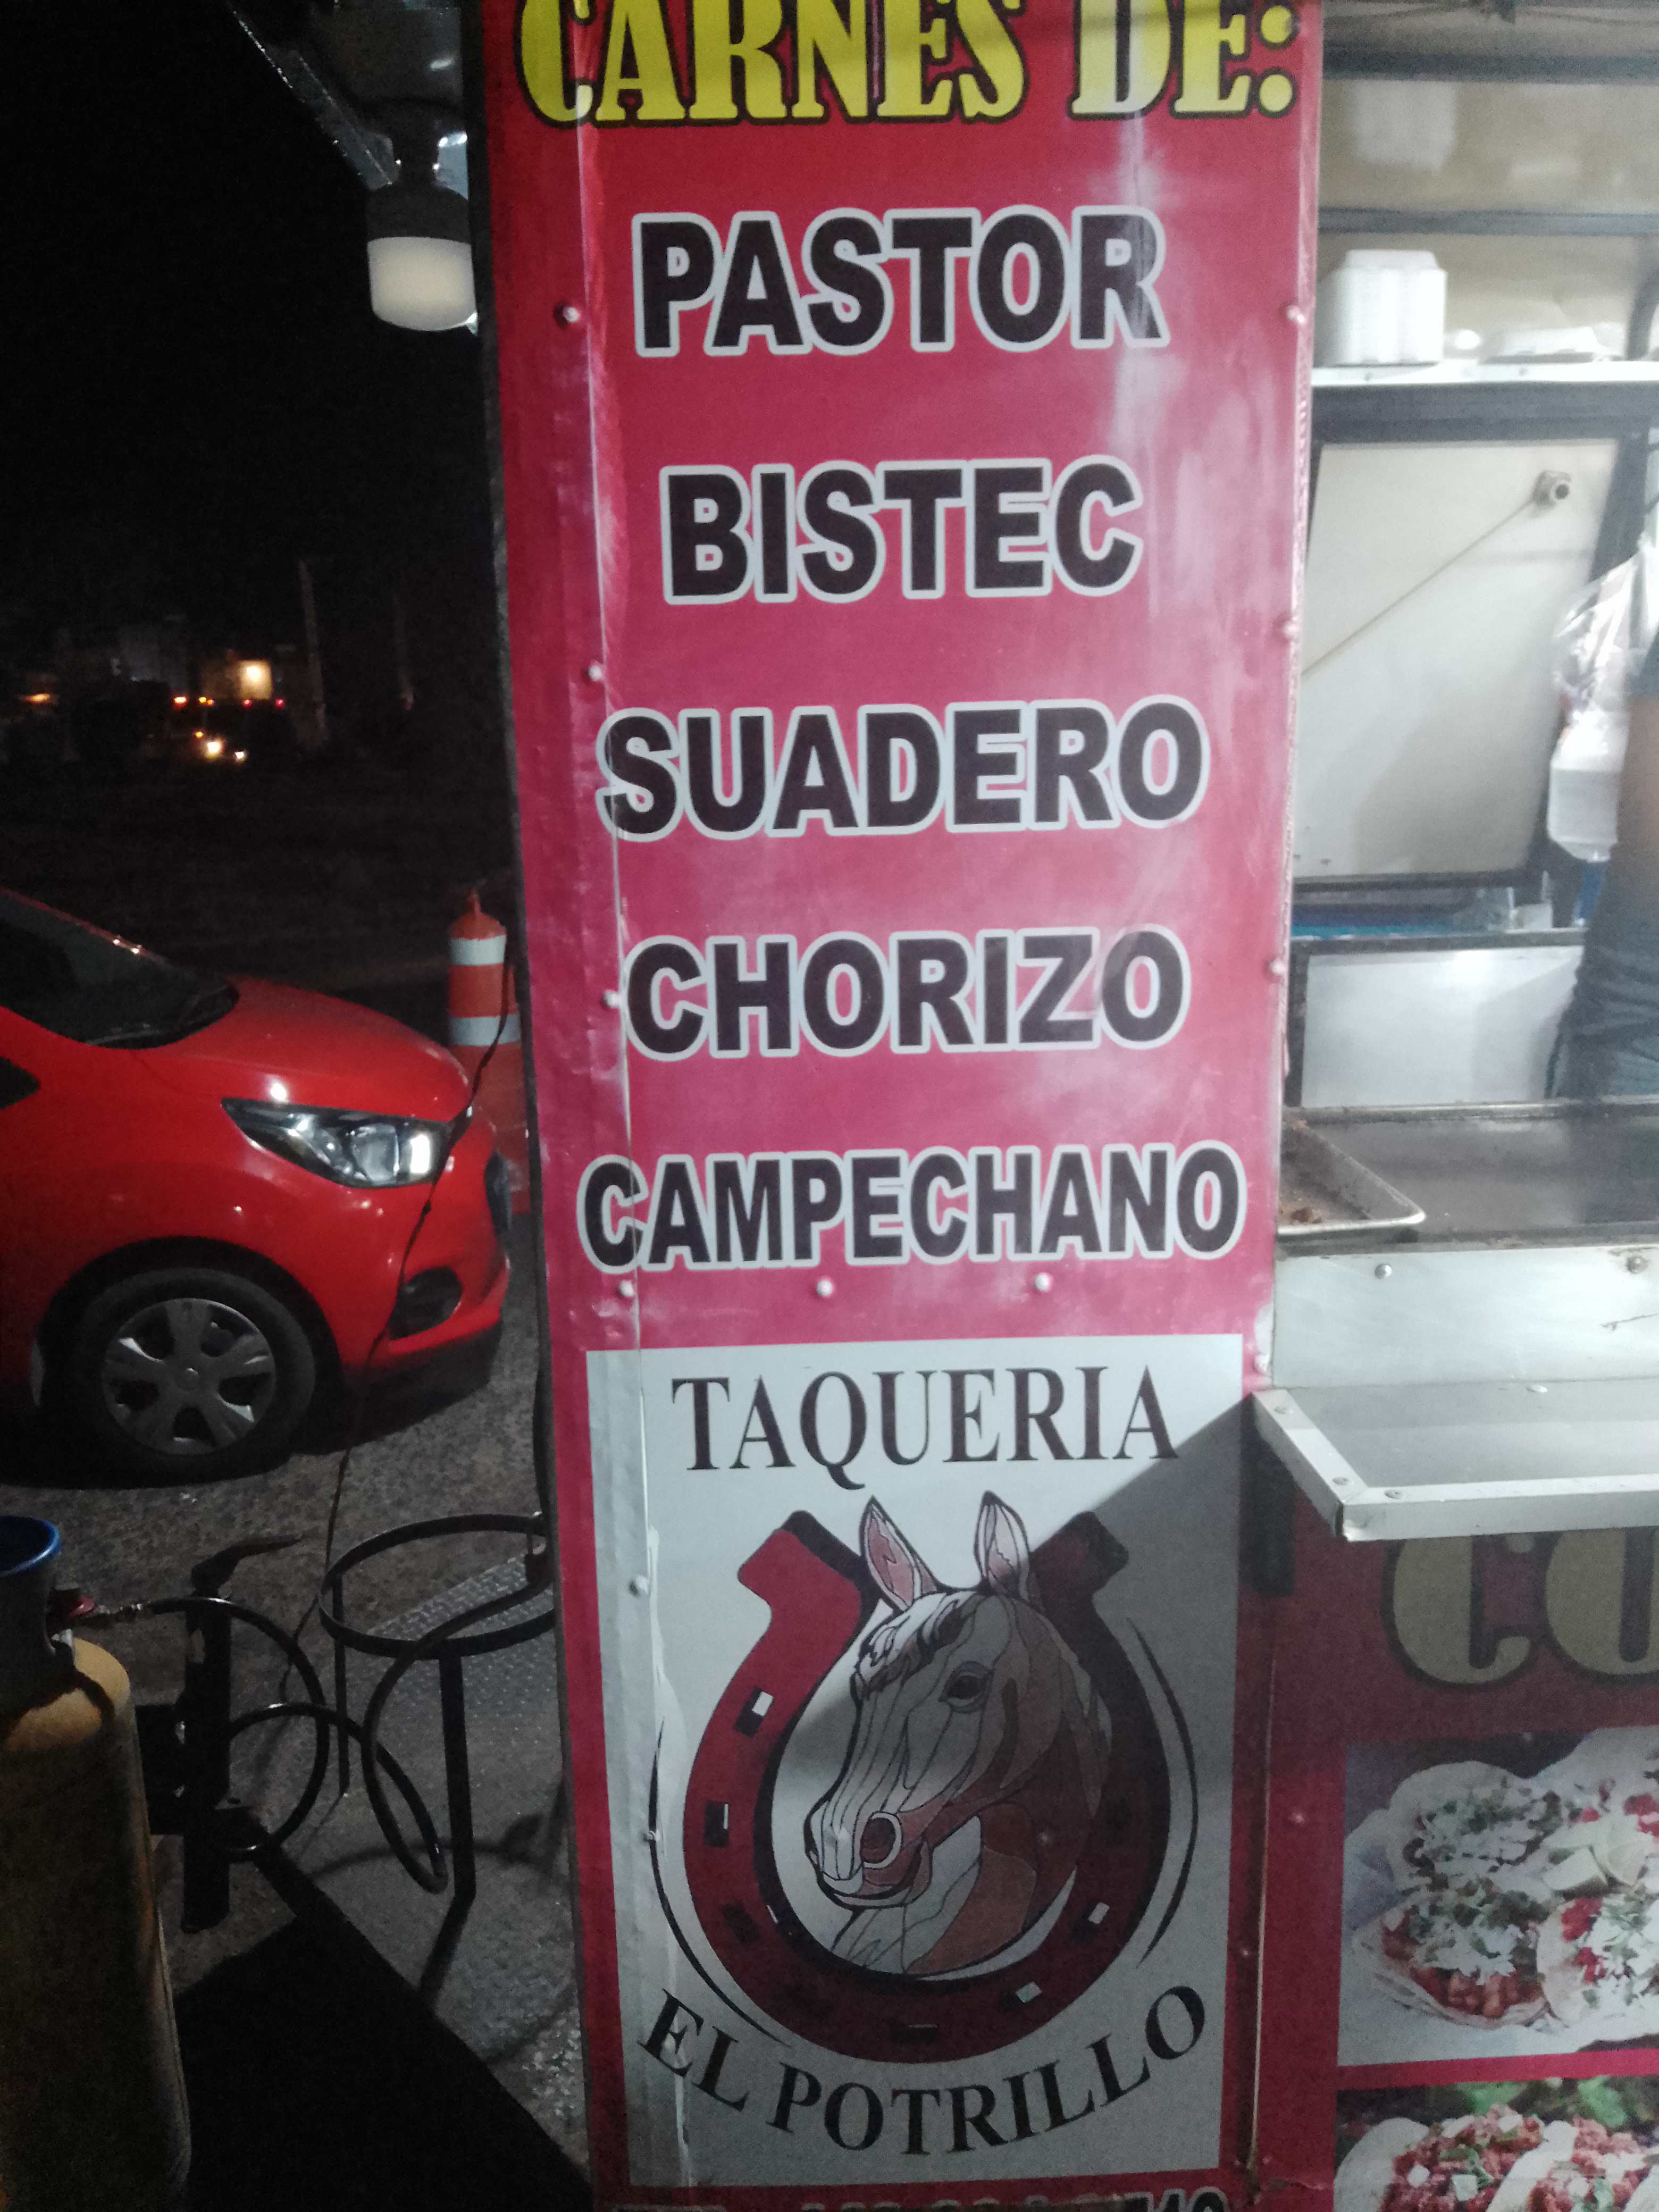 CARNES DE:
PASTOR
BISTEC
SUADERO
CHORIZO
CAMPECHANO
TAQUERIA
EL POTRILLO